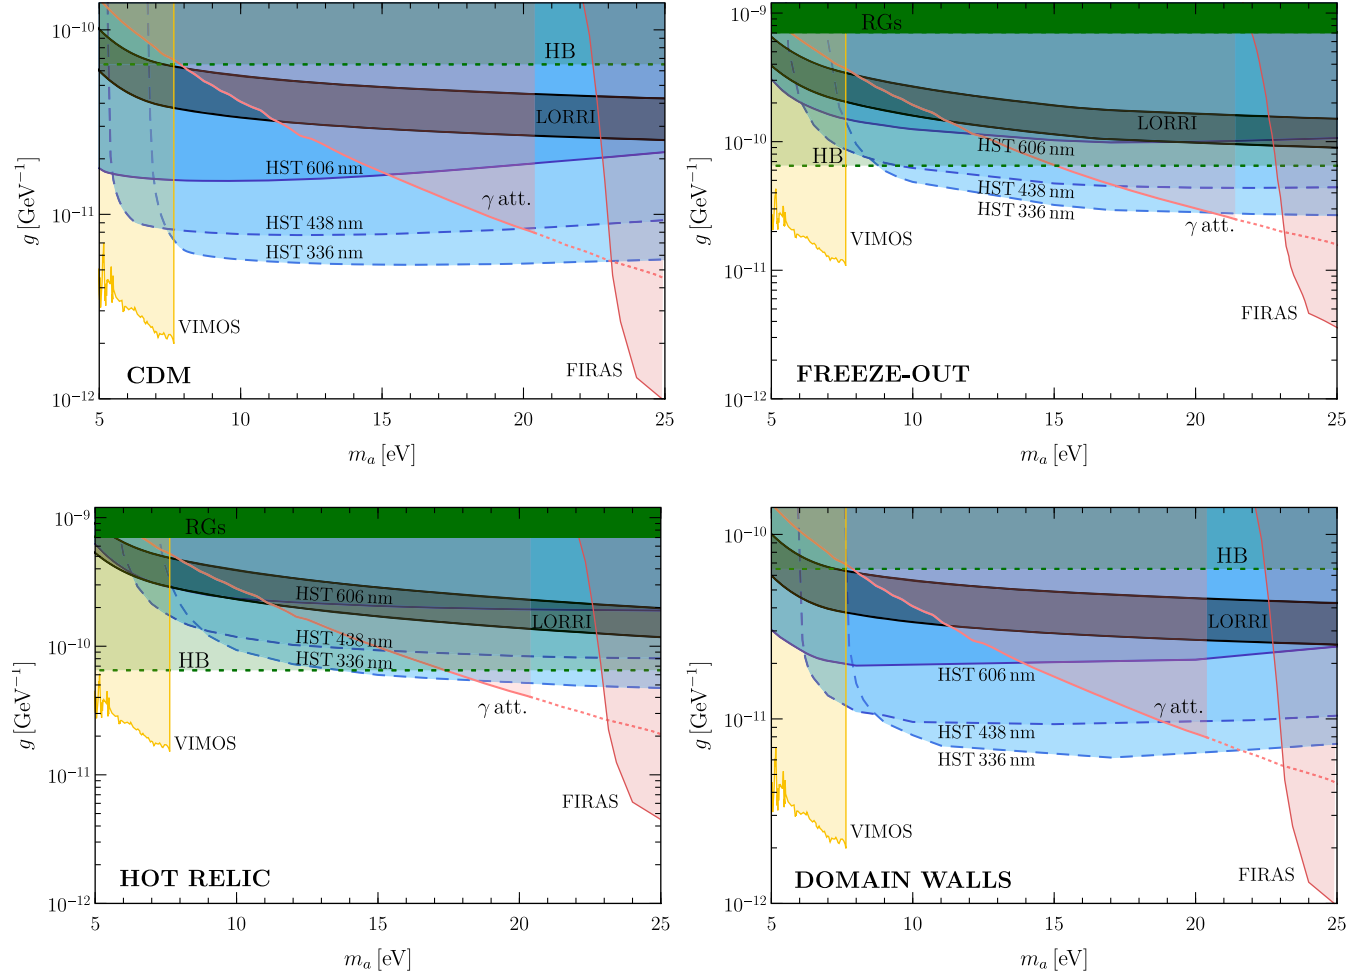 10⁻¹⁰
10⁻¹¹
10⁻¹²
g [GeV⁻¹]
HB
LORRI
HST 606 nm
γ att.
HST 438 nm
HST 336 nm
VIMOS
FIRAS
CDM
5 10 15 20 25
mₐ [eV]
10⁻⁹
10⁻¹⁰
10⁻¹¹
10⁻¹²
g [GeV⁻¹]
RGs
LORRI
HST 606 nm
HB
HST 438 nm
HST 336 nm
γ att.
VIMOS
FIRAS
FREEZE-OUT
5 10 15 20 25
mₐ [eV]
10⁻⁹
10⁻¹⁰
10⁻¹¹
10⁻¹²
g [GeV⁻¹]
RGs
HST 606 nm
LORRI
HST 438 nm
HB
HST 336 nm
γ att.
VIMOS
FIRAS
HOT RELIC
5 10 15 20 25
mₐ [eV]
10⁻¹⁰
10⁻¹¹
10⁻¹²
g [GeV⁻¹]
HB
LORRI
HST 606 nm
γ att.
HST 438 nm
HST 336 nm
VIMOS
FIRAS
DOMAIN WALLS
5 10 15 20 25
mₐ [eV]